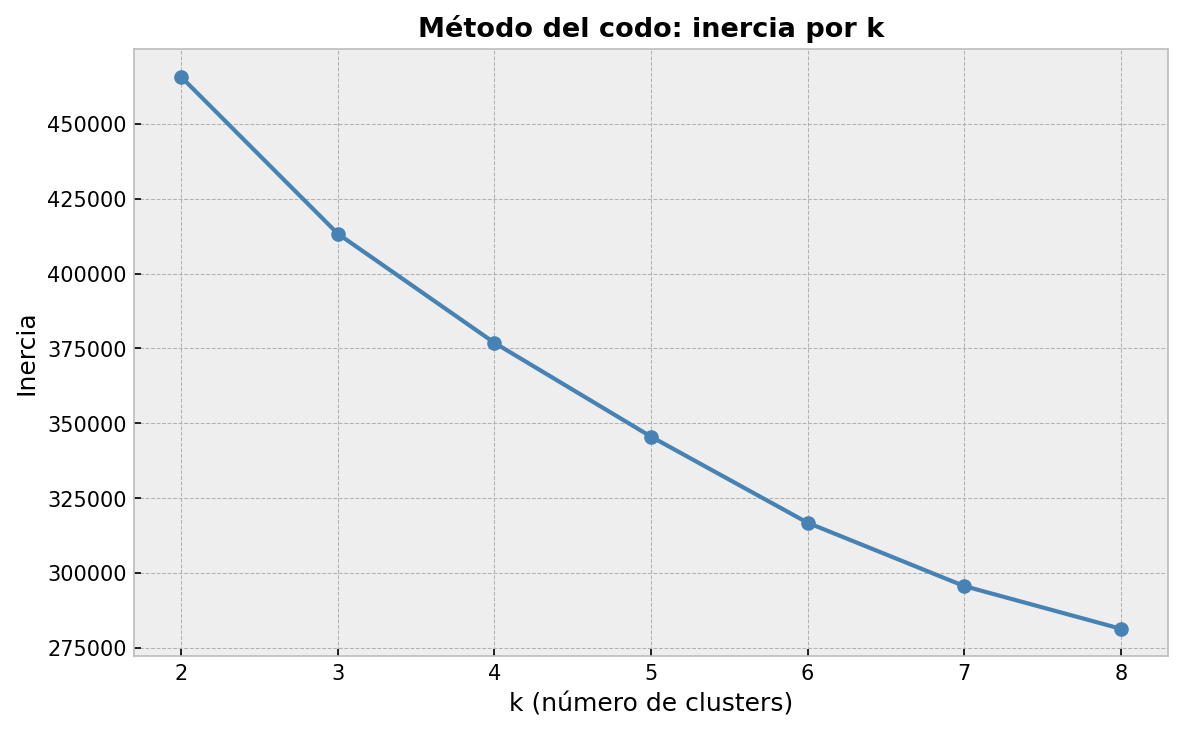 Método del codo: inercia por k
Inercia
450000
425000
400000
375000
350000
325000
300000
275000
2 3 4 5 6 7 8
k (número de clusters)